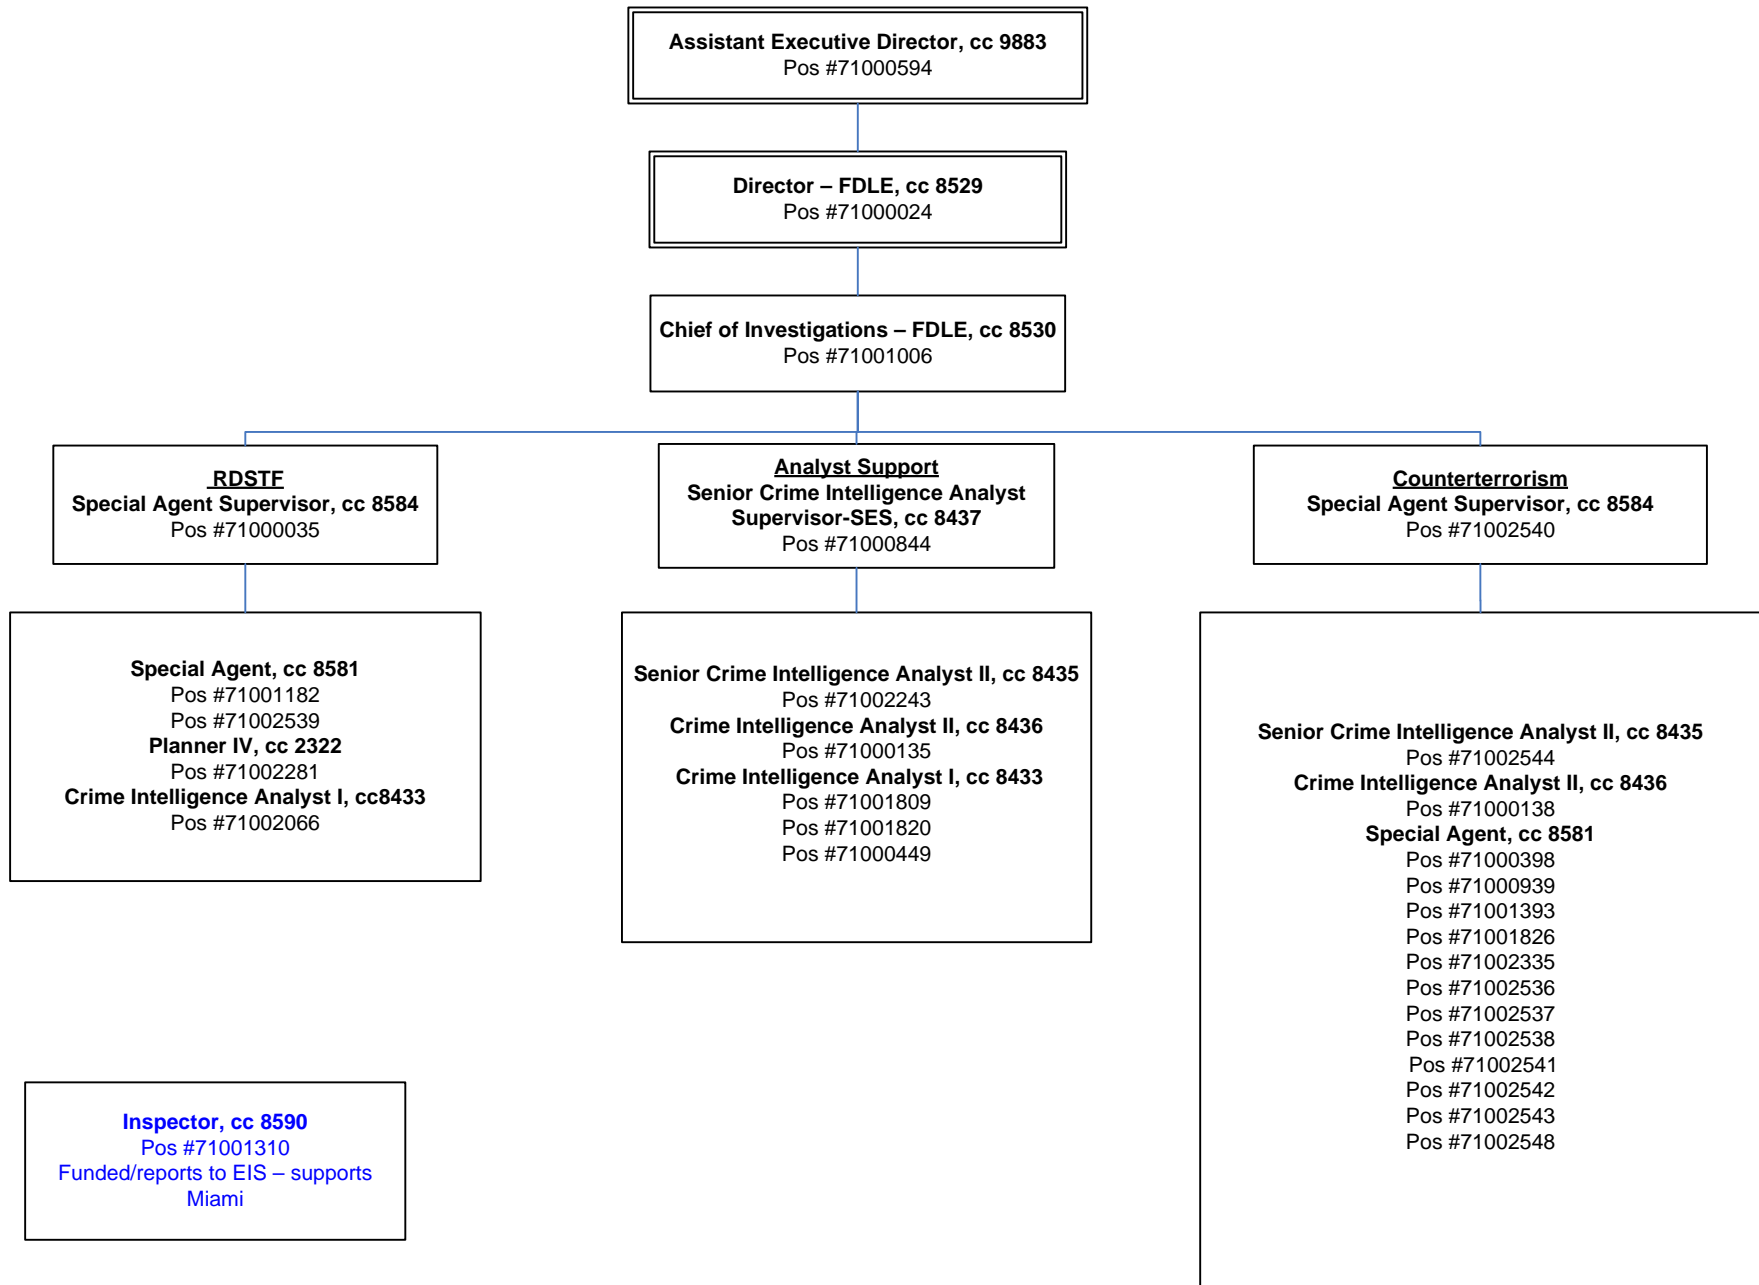 Assistant Executive Director, cc 9883
Pos #71000594
Director – FDLE, cc 8529
Pos #71000024
Chief of Investigations – FDLE, cc 8530
Pos #71001006
RDSTF
Special Agent Supervisor, cc 8584
Pos #71000035
Analyst Support
Senior Crime Intelligence Analyst
Supervisor-SES, cc 8437
Pos #71000844
Counterterrorism
Special Agent Supervisor, cc 8584
Pos #71002540
Special Agent, cc 8581
Pos #71001182
Pos #71002539
Planner IV, cc 2322
Pos #71002281
Crime Intelligence Analyst I, cc8433
Pos #71002066
Senior Crime Intelligence Analyst II, cc 8435
Pos #71002243
Crime Intelligence Analyst II, cc 8436
Pos #71000135
Crime Intelligence Analyst I, cc 8433
Pos #71001809
Pos #71001820
Pos #71000449
Senior Crime Intelligence Analyst II, cc 8435
Pos #71002544
Crime Intelligence Analyst II, cc 8436
Pos #71000138
Special Agent, cc 8581
Pos #71000398
Pos #71000939
Pos #71001393
Pos #71001826
Pos #71002335
Pos #71002536
Pos #71002537
Pos #71002538
Pos #71002541
Pos #71002542
Pos #71002543
Pos #71002548
Inspector, cc 8590
Pos #71001310
Funded/reports to EIS – supports
Miami